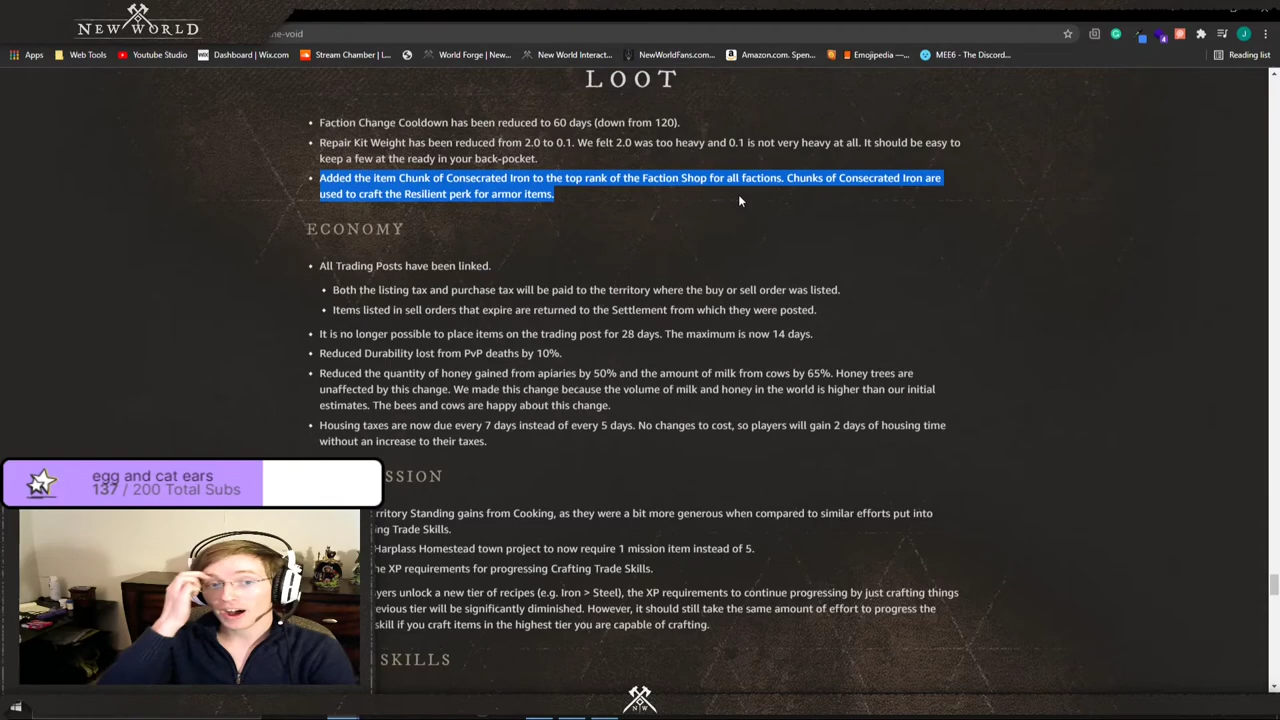 NEW WORLD
ne-void
Apps
Web Tools
Youtube Studio
Dashboard | Wix.com
Stream Chamber | L...
World Forge | New...
New World Interact...
NewWorldFans.com...
Amazon.com. Spen...
Emojipedia — ...
MEE6 - The Discord...
Reading list
LOOT
• Faction Change Cooldown has been reduced to 60 days (down from 120).
• Repair Kit Weight has been reduced from 2.0 to 0.1. We felt 2.0 was too heavy and 0.1 is not very heavy at all. It should be easy to
keep a few at the ready in your back-pocket.
• Added the item Chunk of Consecrated Iron to the top rank of the Faction Shop for all factions. Chunks of Consecrated Iron are
used to craft the Resilient perk for armor items.
ECONOMY
• All Trading Posts have been linked.
• Both the listing tax and purchase tax will be paid to the territory where the buy or sell order was listed.
• Items listed in sell orders that expire are returned to the Settlement from which they were posted.
• It is no longer possible to place items on the trading post for 28 days. The maximum is now 14 days.
• Reduced Durability lost from PvP deaths by 10%.
• Reduced the quantity of honey gained from apiaries by 50% and the amount of milk from cows by 65%. Honey trees are
unaffected by this change. We made this change because the volume of milk and honey in the world is higher than our initial
estimates. The bees and cows are happy about this change.
• Housing taxes are now due every 7 days instead of every 5 days. No changes to cost, so players will gain 2 days of housing time
without an increase to their taxes.
egg and cat ears
137 / 200 Total Subs
SSION
rritory Standing gains from Cooking, as they were a bit more generous when compared to similar efforts put into
ng Trade Skills.
Harplass Homestead town project to now require 1 mission item instead of 5.
he XP requirements for progressing Crafting Trade Skills.
yers unlock a new tier of recipes (e.g. Iron > Steel), the XP requirements to continue progressing by just crafting things
evious tier will be significantly diminished. However, it should still take the same amount of effort to progress the
skill if you craft items in the highest tier you are capable of crafting.
SKILLS
N W